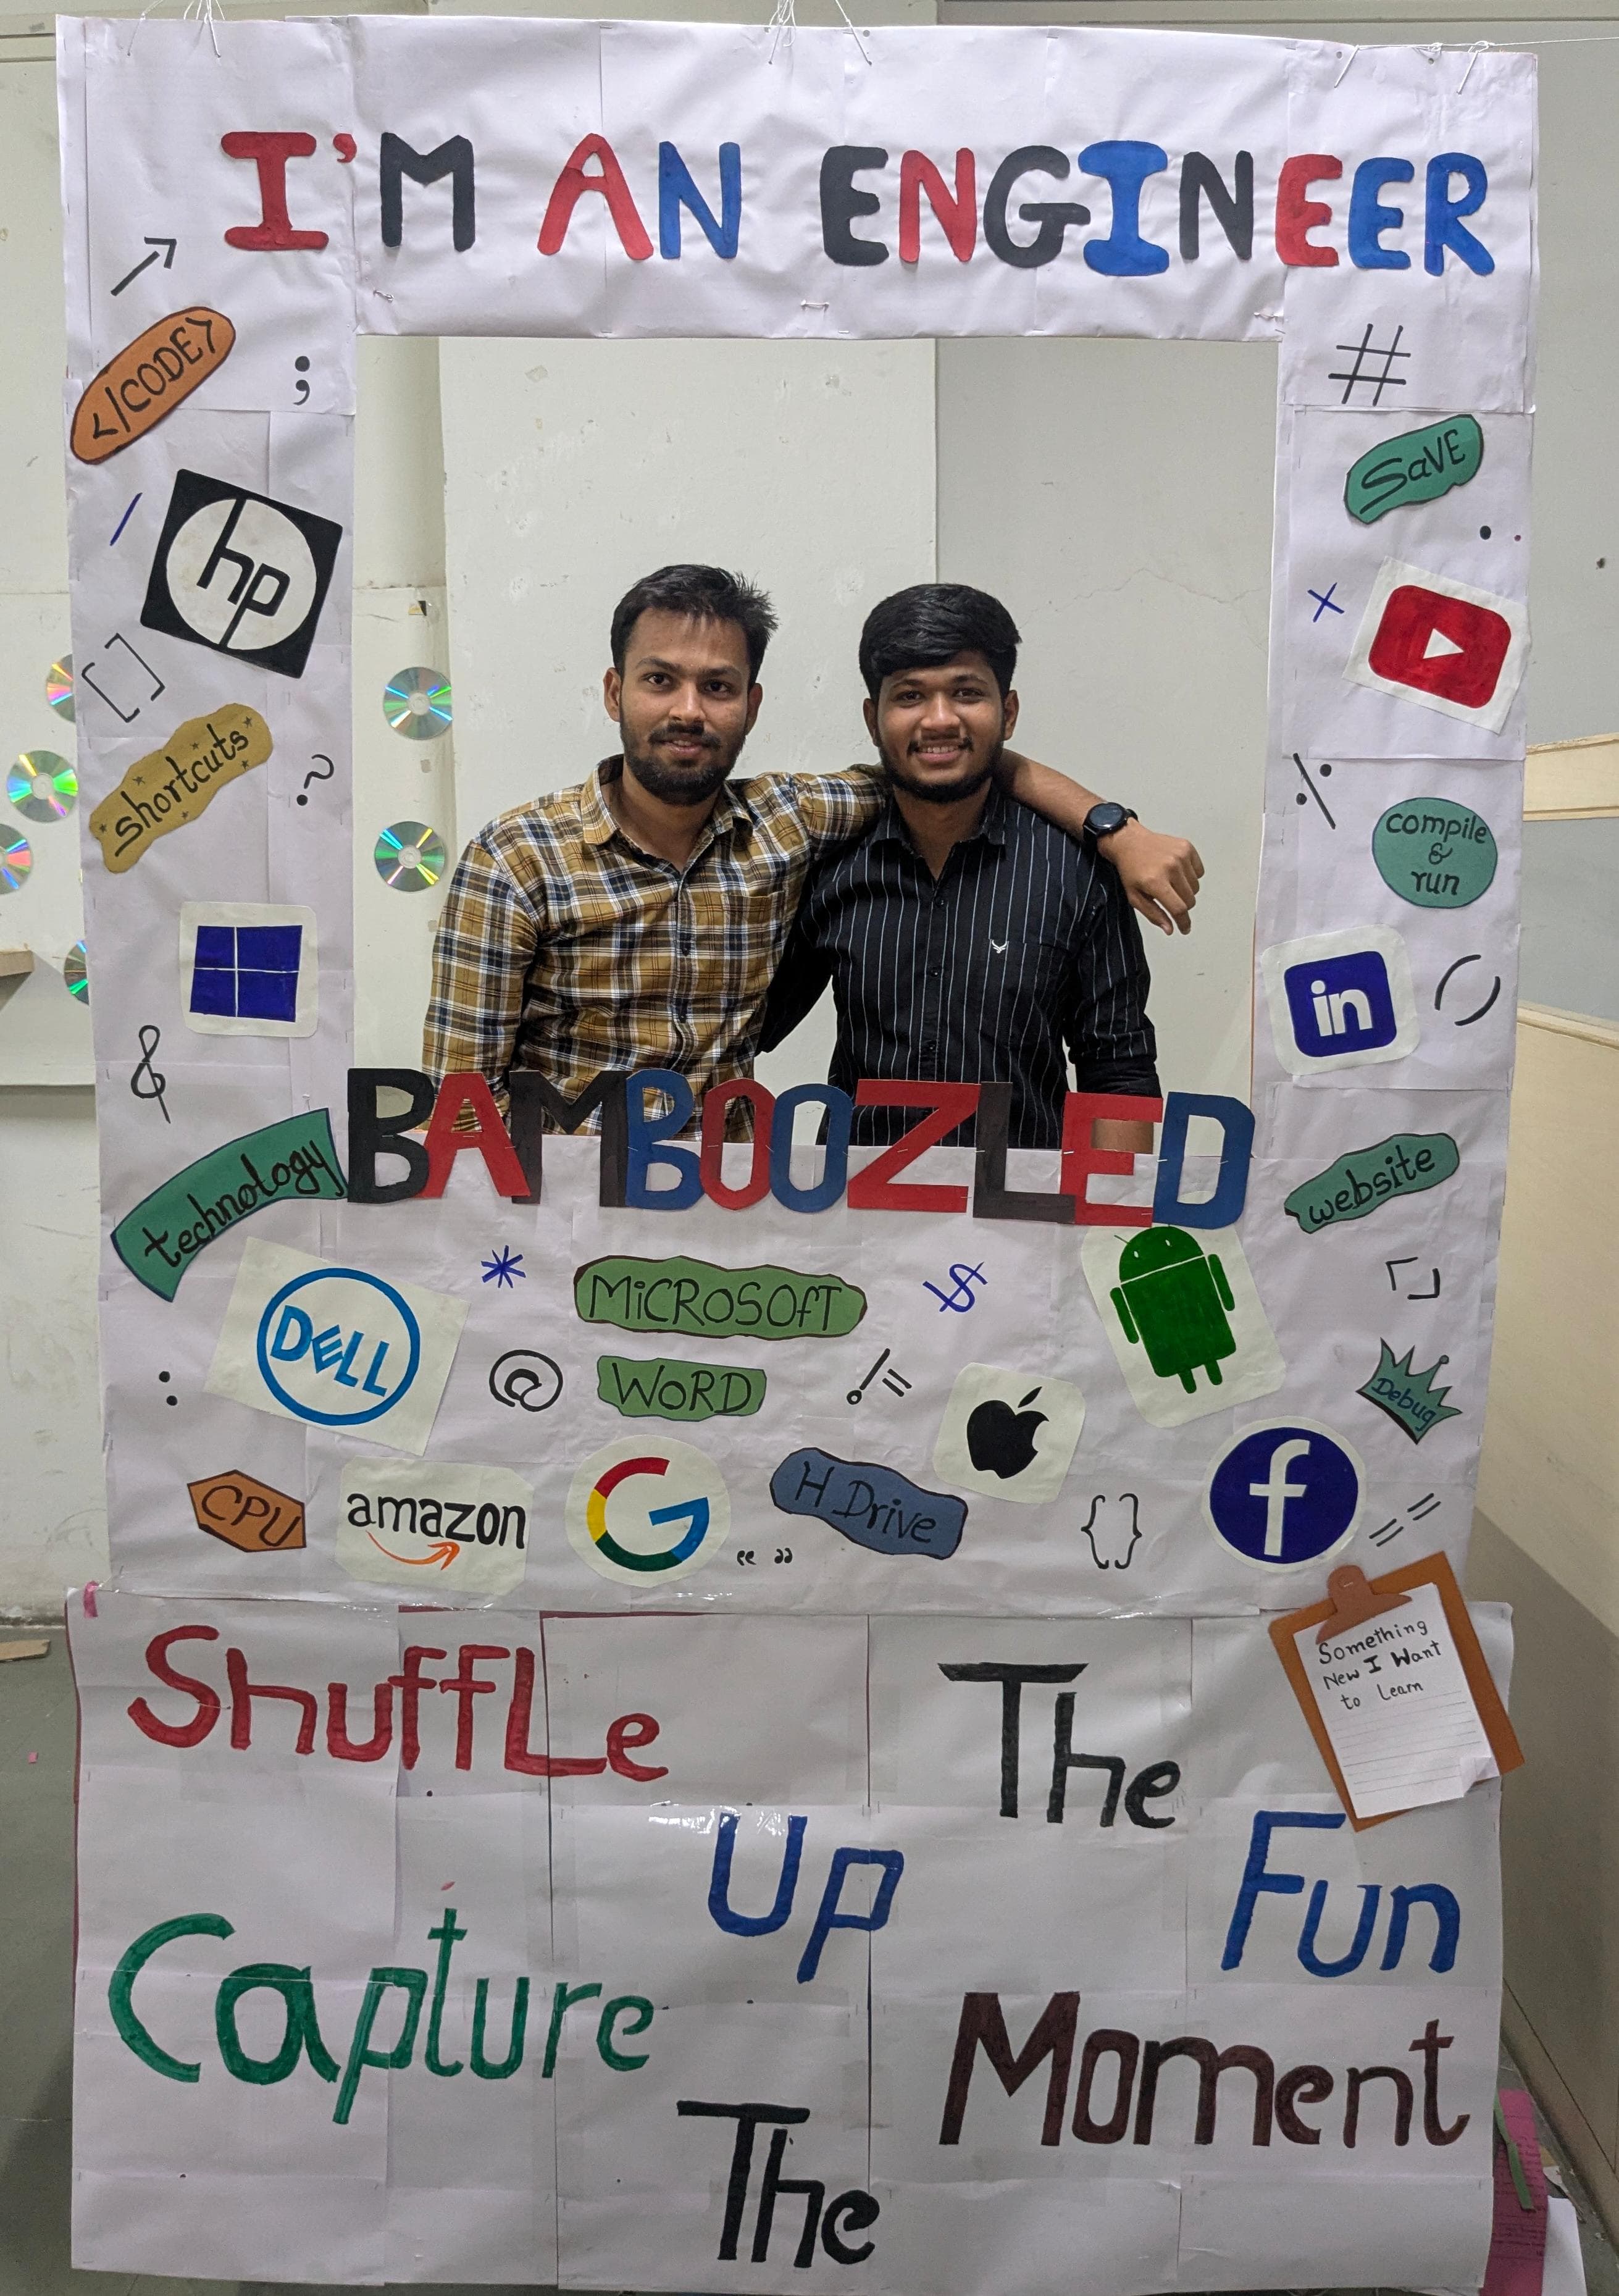 I'M AN ENGINEER
</CODE>
;
#
SaVE
hp
[ ]
shortcuts
?
compile
&
run
in
BAMBOOZLED
technology
website
*
MiCROSOfT
$
DELL
@
WoRD
!=
:
Debug
CPU
amazon
G
“ ”
H Drive
{}
f
==
Something
New I Want
to Learn
ShuffLe
The
Up
Fun
Capture
Moment
The